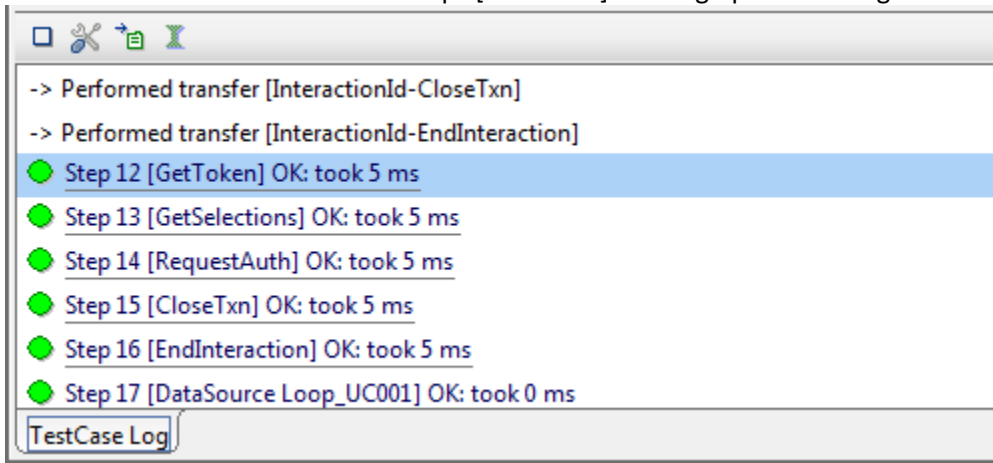 -> Performed transfer [InteractionId-CloseTxn]
-> Performed transfer [InteractionId-EndInteraction]
Step 12 [GetToken] OK: took 5 ms
Step 13 [GetSelections] OK: took 5 ms
Step 14 [RequestAuth] OK: took 5 ms
Step 15 [CloseTxn] OK: took 5 ms
Step 16 [EndInteraction] OK: took 5 ms
Step 17 [DataSource Loop_UC001] OK: took 0 ms
TestCase Log